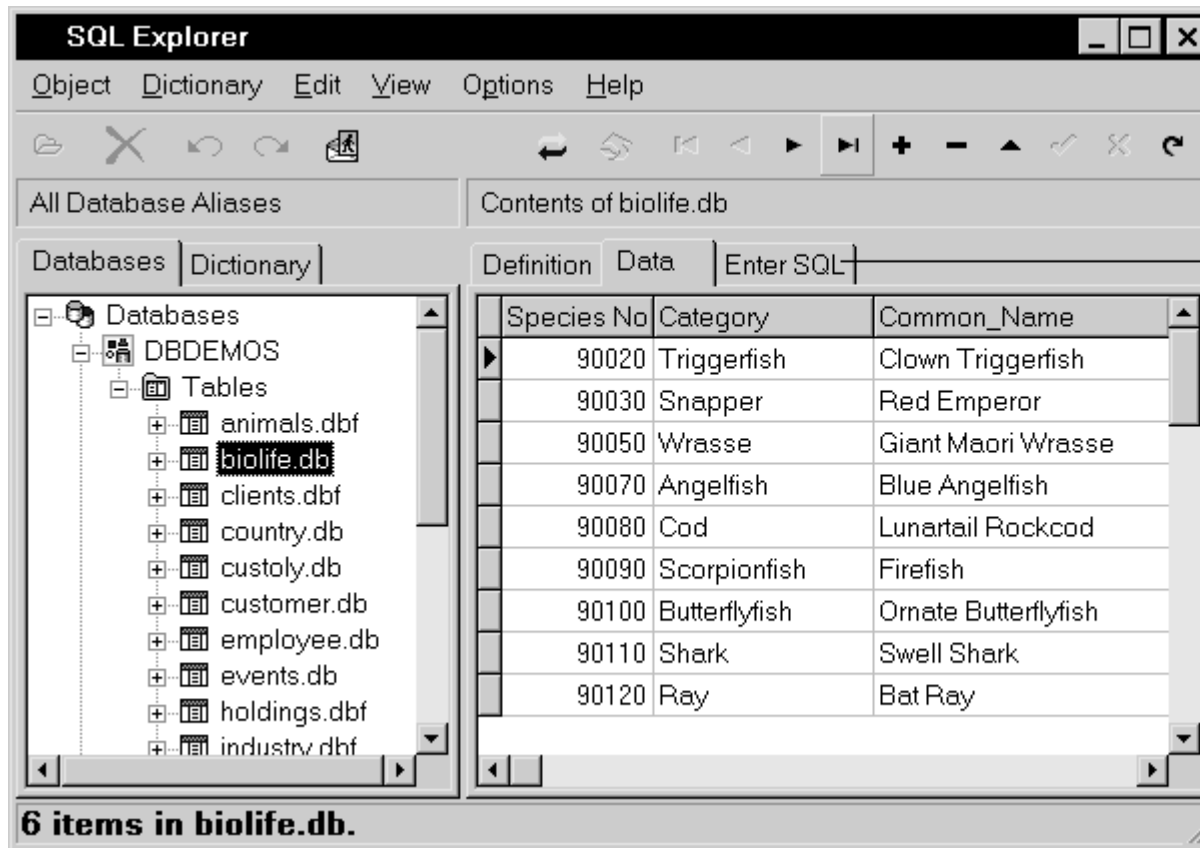 SQL Explorer
Object Dictionary Edit View Options Help
All Database Aliases
Contents of biolife.db
Databases Dictionary
Definition Data Enter SQL
Databases
DBDEMOS
Tables
animals.dbf
biolife.db
clients.dbf
country.db
custoly.db
customer.db
employee.db
events.db
holdings.dbf
industry.dbf
Species No Category Common_Name
90020 Triggerfish Clown Triggerfish
90030 Snapper Red Emperor
90050 Wrasse Giant Maori Wrasse
90070 Angelfish Blue Angelfish
90080 Cod Lunartail Rockcod
90090 Scorpionfish Firefish
90100 Butterflyfish Ornate Butterflyfish
90110 Shark Swell Shark
90120 Ray Bat Ray
6 items in biolife.db.